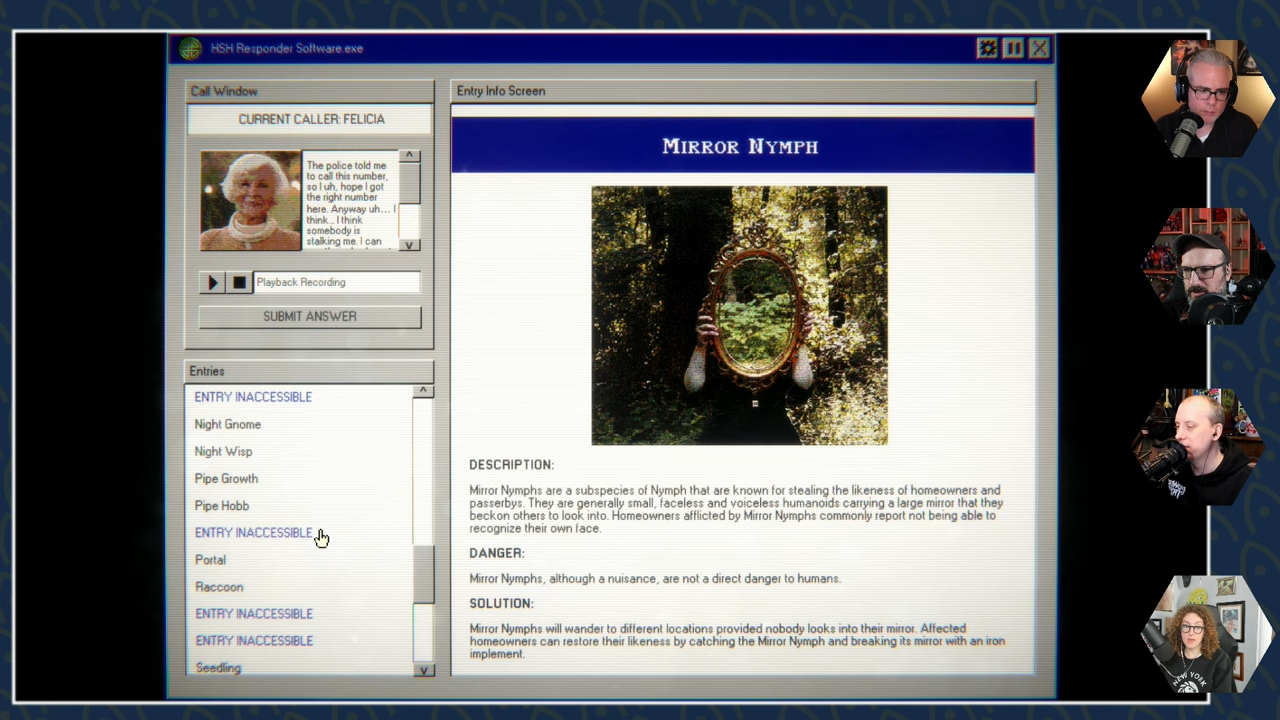 HSH Responder Software.exe
Call Window
CURRENT CALLER: FELICIA
The police told me
to call this number,
so I uh, hope I got
the right number
here. Anyway uh... I
think... I think
somebody is
stalking me. I can
Playback Recording
SUBMIT ANSWER
Entries
ENTRY INACCESSIBLE
Night Gnome
Night Wisp
Pipe Growth
Pipe Hobb
ENTRY INACCESSIBLE
Portal
Raccoon
ENTRY INACCESSIBLE
ENTRY INACCESSIBLE
Seedling
Entry Info Screen
MIRROR NYMPH
DESCRIPTION:
Mirror Nymphs are a subspecies of Nymph that are known for stealing the likeness of homeowners and
passerbys. They are generally small, faceless and voiceless humanoids carrying a large mirror that they
beckon others to look into. Homeowners afflicted by Mirror Nymphs commonly report not being able to
recognize their own face.
DANGER:
Mirror Nymphs, although a nuisance, are not a direct danger to humans.
SOLUTION:
Mirror Nymphs will wander to different locations provided nobody looks into their mirror. Affected
homeowners can restore their likeness by catching the Mirror Nymph and breaking its mirror with an iron
implement.
NEW YORK